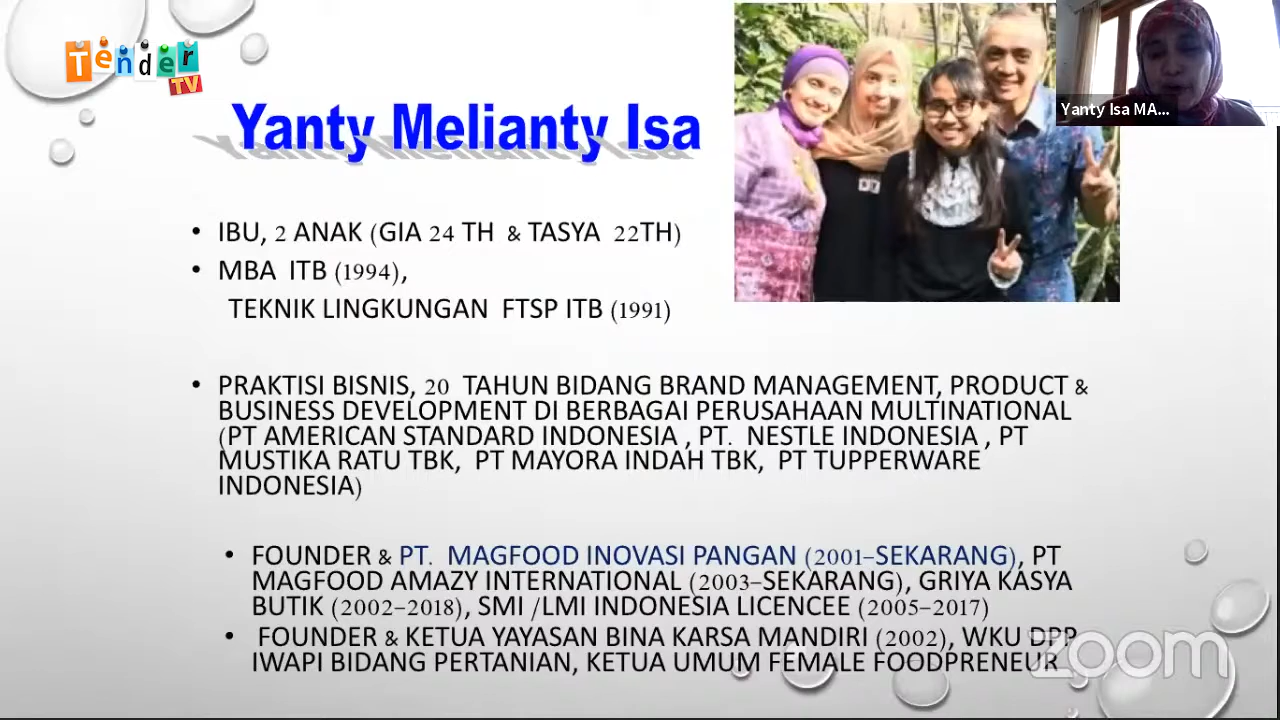 Tender
TV
Yanty Melianty Isa
Yanty Isa MA...
• IBU, 2 ANAK (GIA 24 TH & TASYA 22TH)
• MBA ITB (1994),
TEKNIK LINGKUNGAN FTSP ITB (1991)
• PRAKTISI BISNIS, 20 TAHUN BIDANG BRAND MANAGEMENT, PRODUCT &
BUSINESS DEVELOPMENT DI BERBAGAI PERUSAHAAN MULTINATIONAL
(PT AMERICAN STANDARD INDONESIA , PT. NESTLE INDONESIA , PT
MUSTIKA RATU TBK, PT MAYORA INDAH TBK, PT TUPPERWARE
INDONESIA)
• FOUNDER & PT. MAGFOOD INOVASI PANGAN (2001–SEKARANG), PT
MAGFOOD AMAZY INTERNATIONAL (2003–SEKARANG), GRIYA KASYA
BUTIK (2002–2018), SMI /LMI INDONESIA LICENCEE (2005–2017)
• FOUNDER & KETUA YAYASAN BINA KARSA MANDIRI (2002), WKU DPP
IWAPI BIDANG PERTANIAN, KETUA UMUM FEMALE FOODPRENEUR
zoom